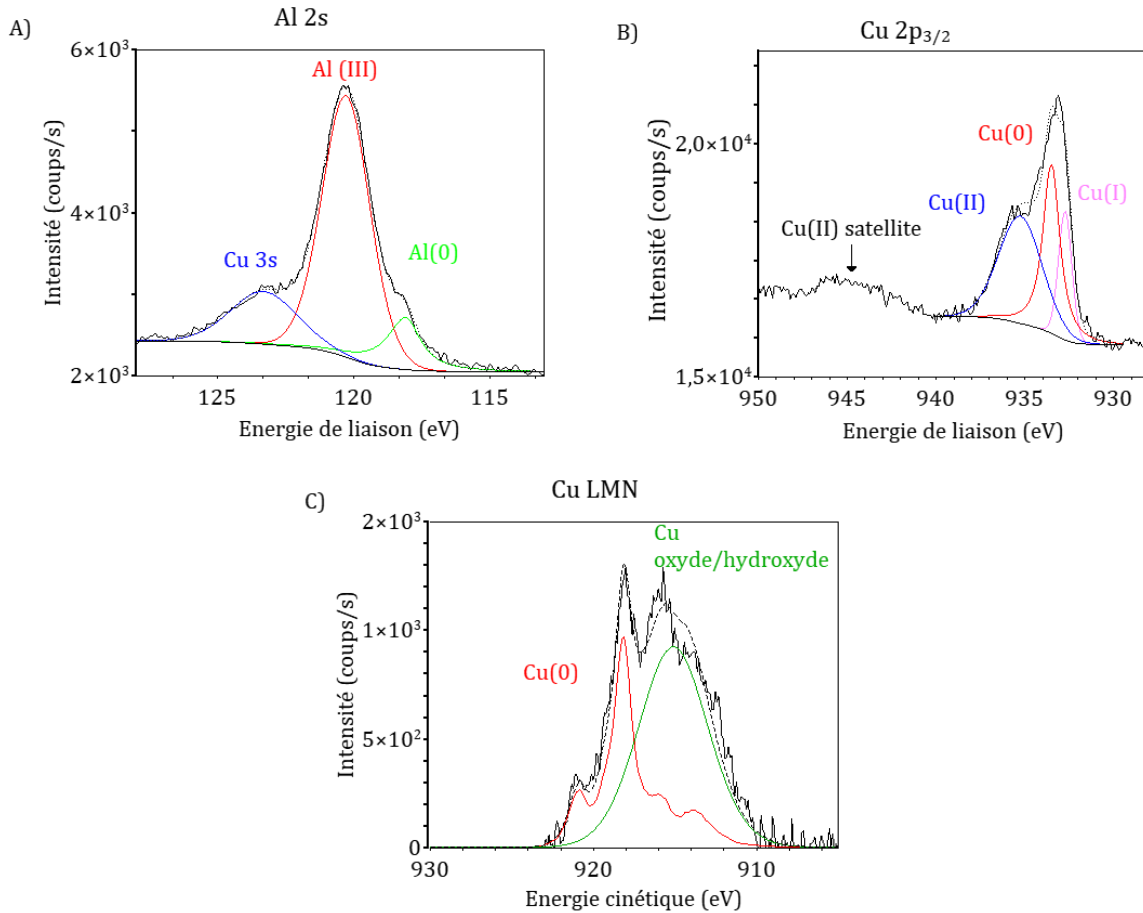 A)
Al 2s
6×10³
4×10³
2×10³
Intensité (coups/s)
Al (III)
Cu 3s
Al(0)
125
120
115
Energie de liaison (eV)
B)
Cu 2p₃/₂
2,0×10⁴
1,5×10⁴
Intensité (coups/s)
Cu(0)
Cu(II)
Cu(I)
Cu(II) satellite
950
945
940
935
930
Energie de liaison (eV)
C)
Cu LMN
2×10³
1×10³
5×10²
0
Intensité (coups/s)
Cu
oxyde/hydroxyde
Cu(0)
930
920
910
Energie cinétique (eV)